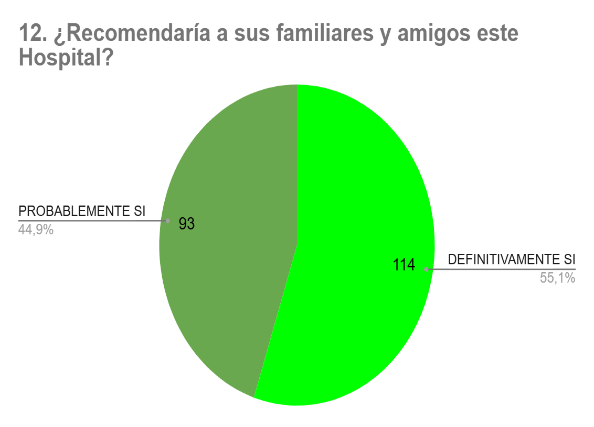 12. ¿Recomendaría a sus familiares y amigos este
Hospital?
PROBABLEMENTE SI
44,9%
93
114
DEFINITIVAMENTE SI
55,1%